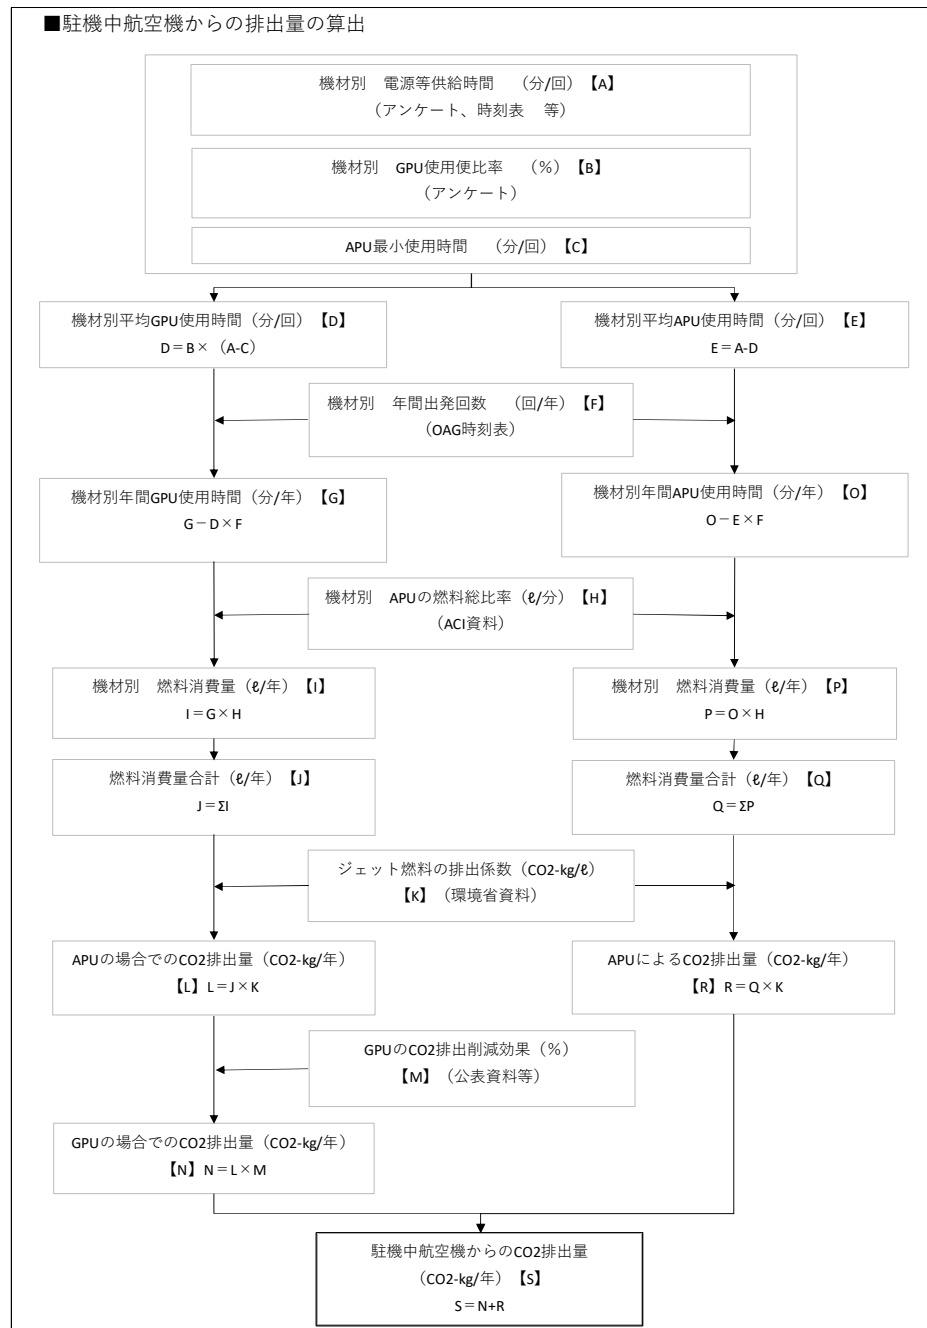 ■駐機中航空機からの排出量の算出
機材別　電源等供給時間　（分/回）【A】
（アンケート、時刻表　等）
機材別　GPU使用便比率　（％）【B】
（アンケート）
APU最小使用時間　（分/回）【C】
機材別平均GPU使用時間（分/回）【D】
D＝B×（A-C）
機材別平均APU使用時間（分/回）【E】
E＝A-D
機材別　年間出発回数　（回/年）【F】
（OAG時刻表）
機材別年間GPU使用時間（分/年）【G】
G－D×F
機材別年間APU使用時間（分/年）【O】
O－E×F
機材別　APUの燃料総比率（ℓ/分）【H】
（ACI資料）
機材別　燃料消費量（ℓ/年）【I】
I＝G×H
機材別　燃料消費量（ℓ/年）【P】
P＝O×H
燃料消費量合計（ℓ/年）【J】
J＝ΣI
燃料消費量合計（ℓ/年）【Q】
Q＝ΣP
ジェット燃料の排出係数（CO2-kg/ℓ）
【K】（環境省資料）
APUの場合でのCO2排出量（CO2-kg/年）
【L】L＝J×K
APUによるCO2排出量（CO2-kg/年）
【R】R＝Q×K
GPUのCO2排出削減効果（％）
【M】（公表資料等）
GPUの場合でのCO2排出量（CO2-kg/年）
【N】N＝L×M
駐機中航空機からのCO2排出量
（CO2-kg/年）【S】
S＝N+R